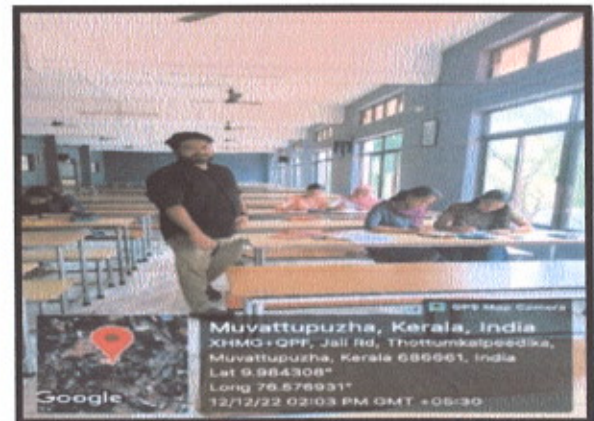 GPS Map Camera
Muvattupuzha, Kerala, India
XHMG+QPF, Jail Rd, Thottumkalpeedika,
Muvattupuzha, Kerala 686661, India
Lat 9.984308°
Long 76.576931°
12/12/22 02:03 PM GMT +05:30
Google